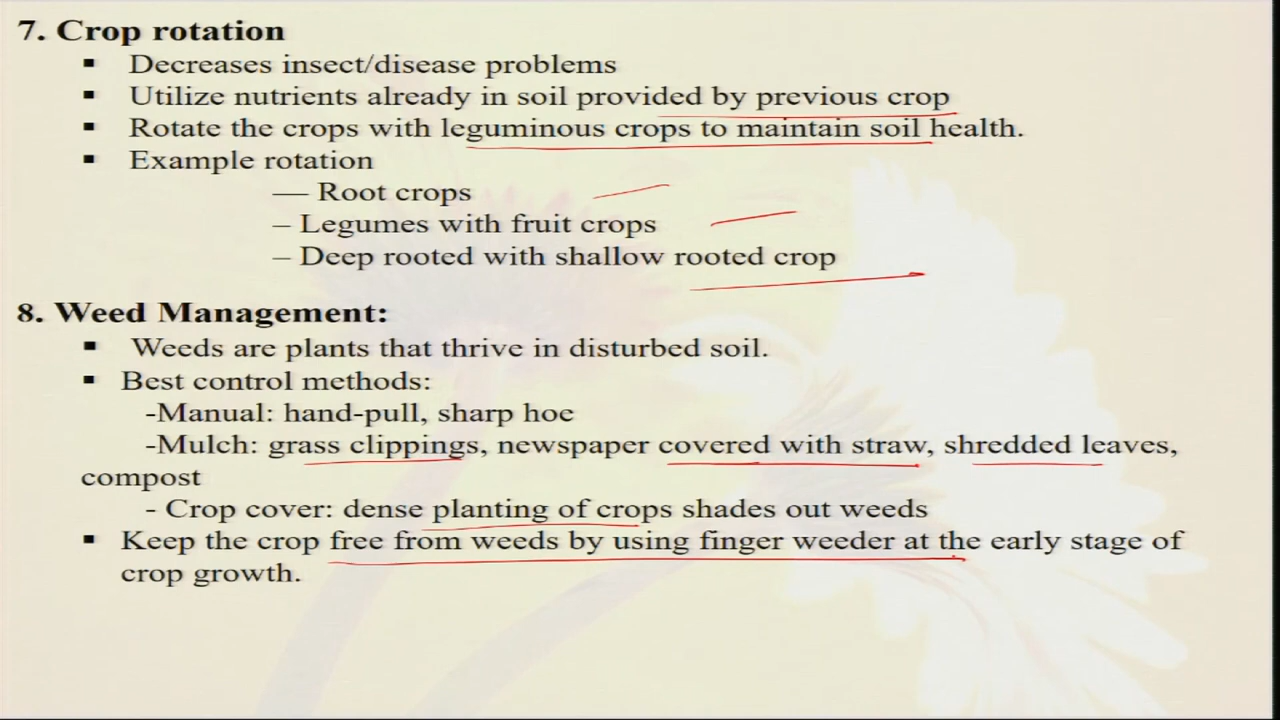 7. Crop rotation
▪ Decreases insect/disease problems
▪ Utilize nutrients already in soil provided by previous crop
▪ Rotate the crops with leguminous crops to maintain soil health.
▪ Example rotation
— Root crops
– Legumes with fruit crops
– Deep rooted with shallow rooted crop
8. Weed Management:
▪ Weeds are plants that thrive in disturbed soil.
▪ Best control methods:
-Manual: hand-pull, sharp hoe
-Mulch: grass clippings, newspaper covered with straw, shredded leaves,
compost
- Crop cover: dense planting of crops shades out weeds
▪ Keep the crop free from weeds by using finger weeder at the early stage of
crop growth.